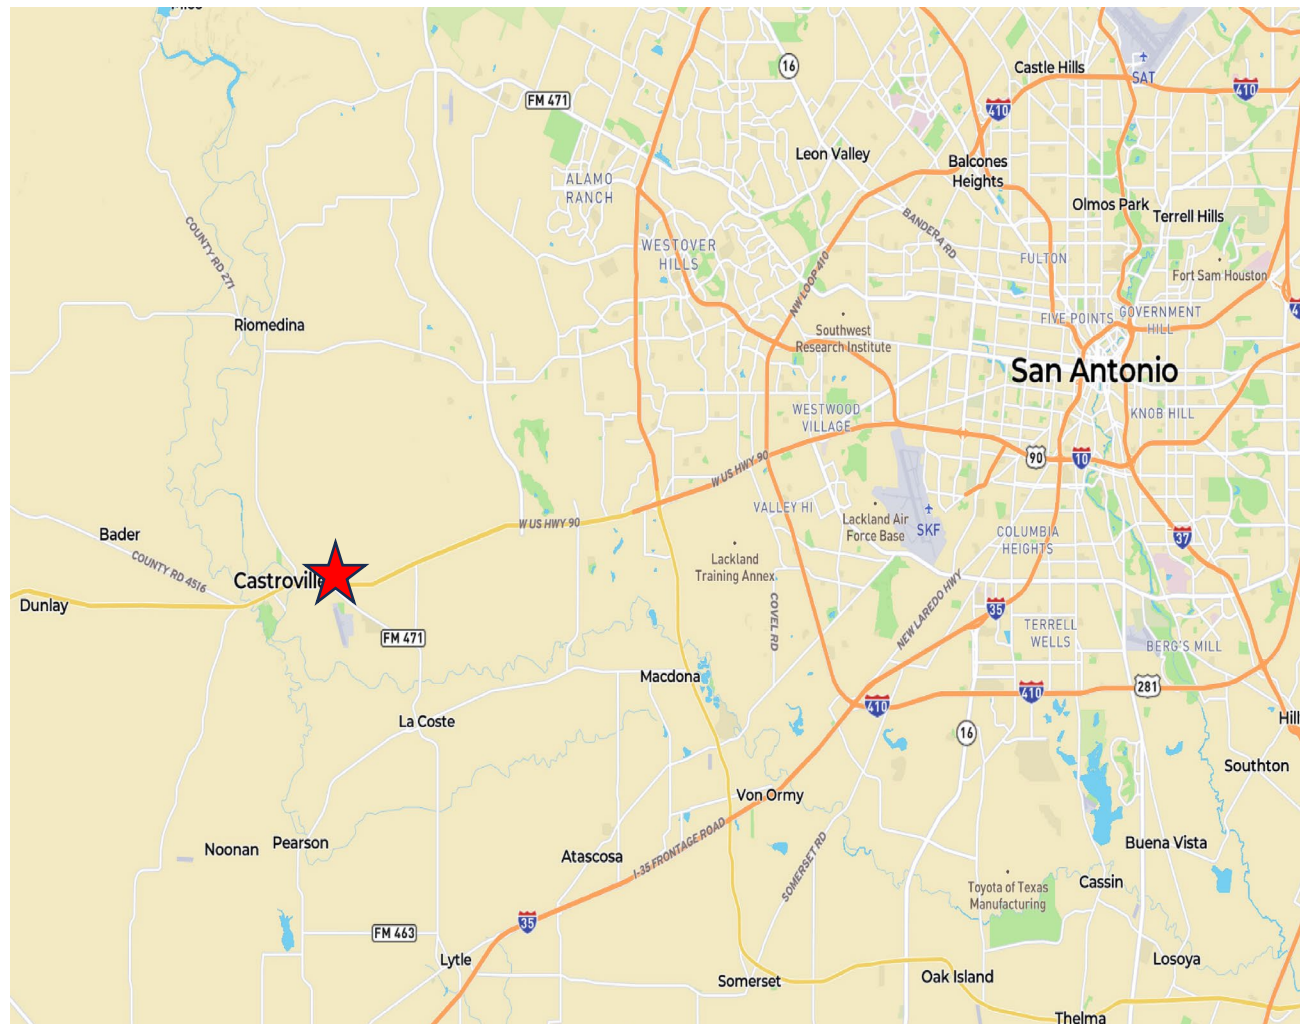 16
Castle Hills
SAT
410
FM 471
410
Leon Valley
Balcones
Heights
ALAMO
RANCH
Olmos Park
Terrell Hills
BANDERA RD
COUNTY RD 271
WESTOVER
HILLS
FULTON
Fort Sam Houston
NW LOOP 410
Riomedina
FIVE POINTS
GOVERNMENT
HILL
Southwest
Research Institute
San Antonio
WESTWOOD
VILLAGE
KNOB HILL
90
10
W US HWY 90
VALLEY HI
W US HWY 90
Lackland Air
Force Base
SKF
COLUMBIA
HEIGHTS
37
Bader
COUNTY RD 4516
Castroville
Lackland
Training Annex
Dunlay
COVEL RD
NEW LAREDO HWY
35
TERRELL
WELLS
FM 471
BERG'S MILL
Macdona
410
410
281
La Coste
16
Southton
Von Ormy
I-35 FRONTAGE ROAD
SOMERSET RD
Noonan
Pearson
Atascosa
Buena Vista
Toyota of Texas
Manufacturing
Cassin
35
FM 463
Lytle
Somerset
Oak Island
Losoya
Thelma